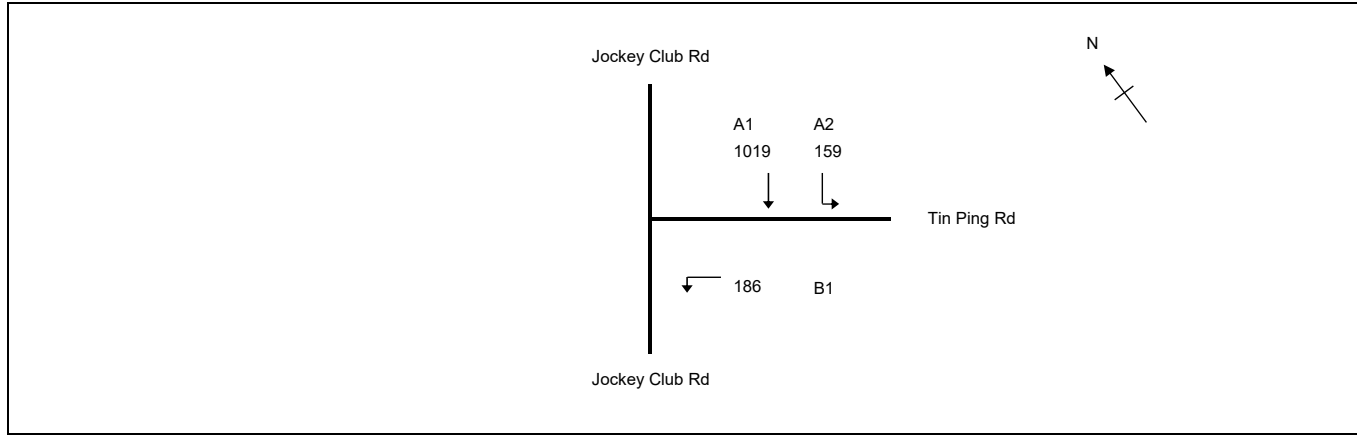 N
Jockey Club Rd
A1 A2
1019 159
Tin Ping Rd
186 B1
Jockey Club Rd